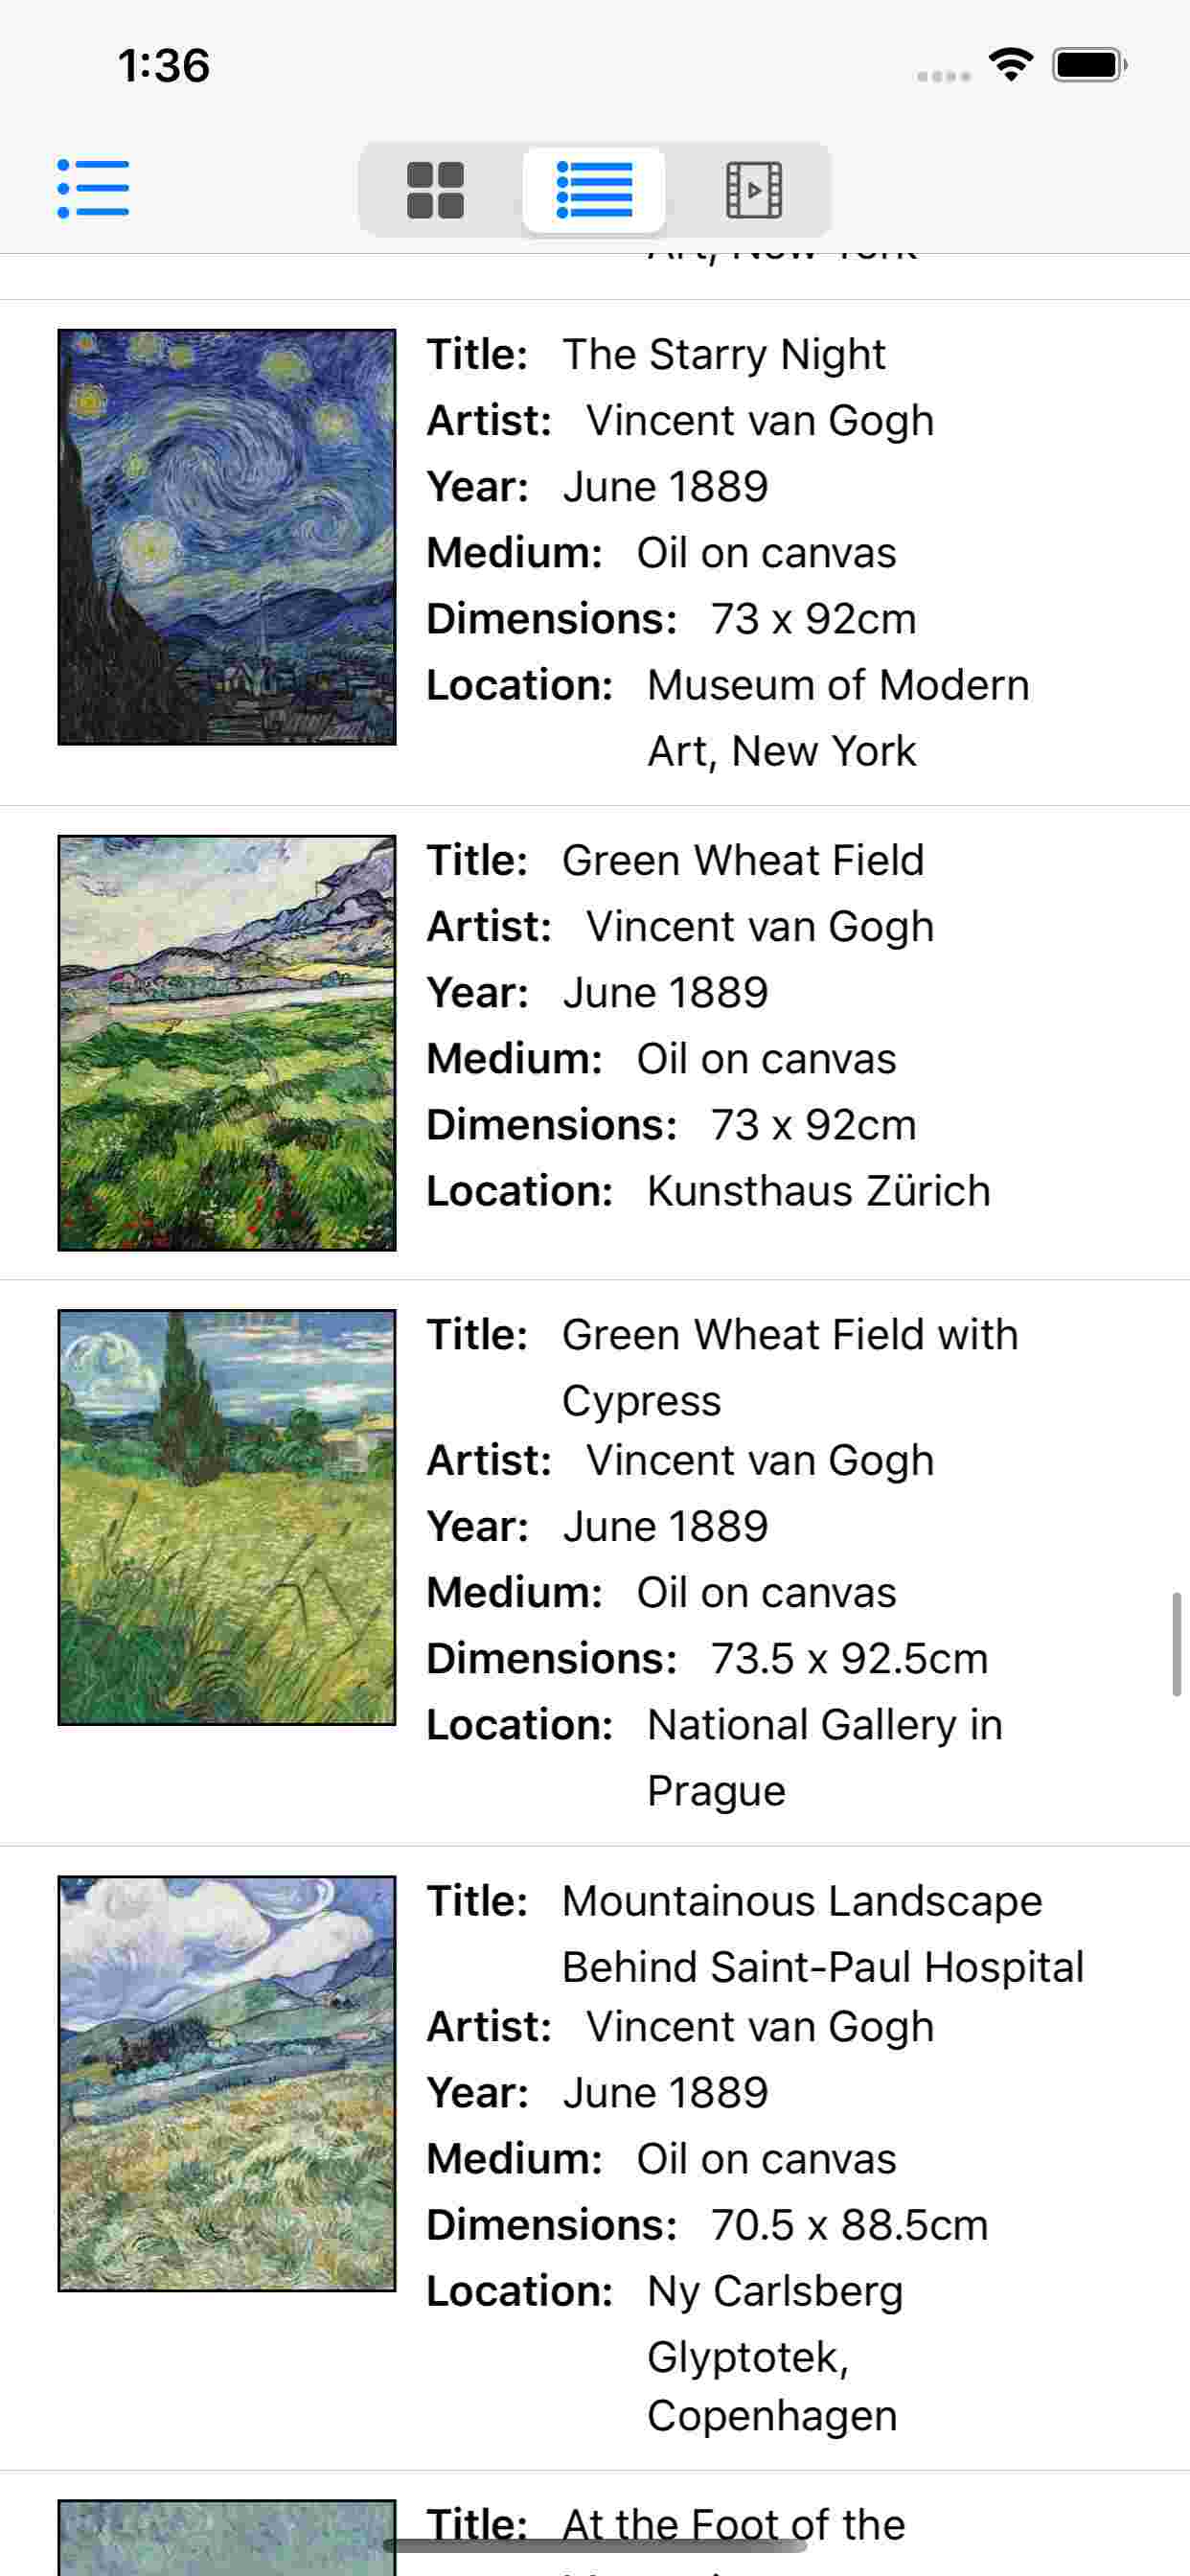 1:36
Art, New York
Title: The Starry Night
Artist: Vincent van Gogh
Year: June 1889
Medium: Oil on canvas
Dimensions: 73 x 92cm
Location: Museum of Modern
Art, New York
Title: Green Wheat Field
Artist: Vincent van Gogh
Year: June 1889
Medium: Oil on canvas
Dimensions: 73 x 92cm
Location: Kunsthaus Zürich
Title: Green Wheat Field with
Cypress
Artist: Vincent van Gogh
Year: June 1889
Medium: Oil on canvas
Dimensions: 73.5 x 92.5cm
Location: National Gallery in
Prague
Title: Mountainous Landscape
Behind Saint-Paul Hospital
Artist: Vincent van Gogh
Year: June 1889
Medium: Oil on canvas
Dimensions: 70.5 x 88.5cm
Location: Ny Carlsberg
Glyptotek,
Copenhagen
Title: At the Foot of the